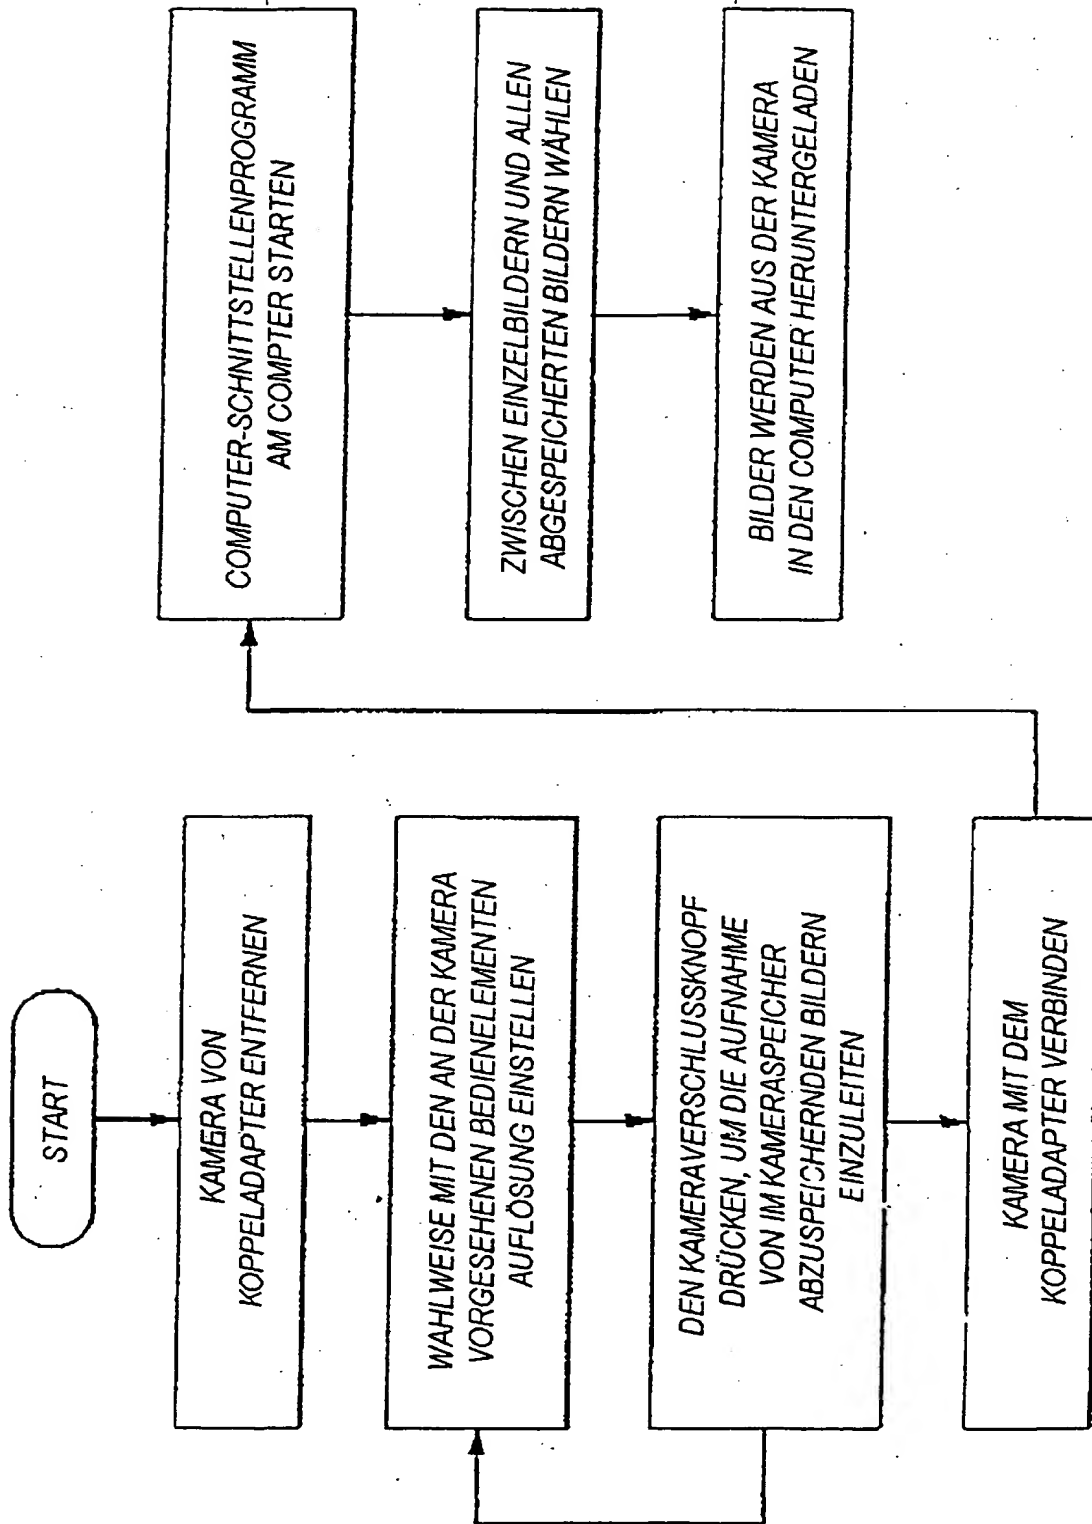 START
KAMERA VON
KOPPELADAPTER ENTFERNEN
WAHLWEISE MIT DEN AN DER KAMERA
VORGESEHENEN BEDIENELEMENTEN
AUFLÖSUNG EINSTELLEN
DEN KAMERAVERSCHLUSSKNOPF
DRÜCKEN, UM DIE AUFNAHME
VON IM KAMERASPEICHER
ABZUSPEICHERNDEN BILDERN
EINZULEITEN
KAMERA MIT DEM
KOPPELADAPTER VERBINDEN
COMPUTER-SCHNITTSTELLENPROGRAMM
AM COMPTER STARTEN
ZWISCHEN EINZELBILDERN UND ALLEN
ABGESPEICHERTEN BILDERN WÄHLEN
BILDER WERDEN AUS DER KAMERA
IN DEN COMPUTER HERUNTERGELADEN